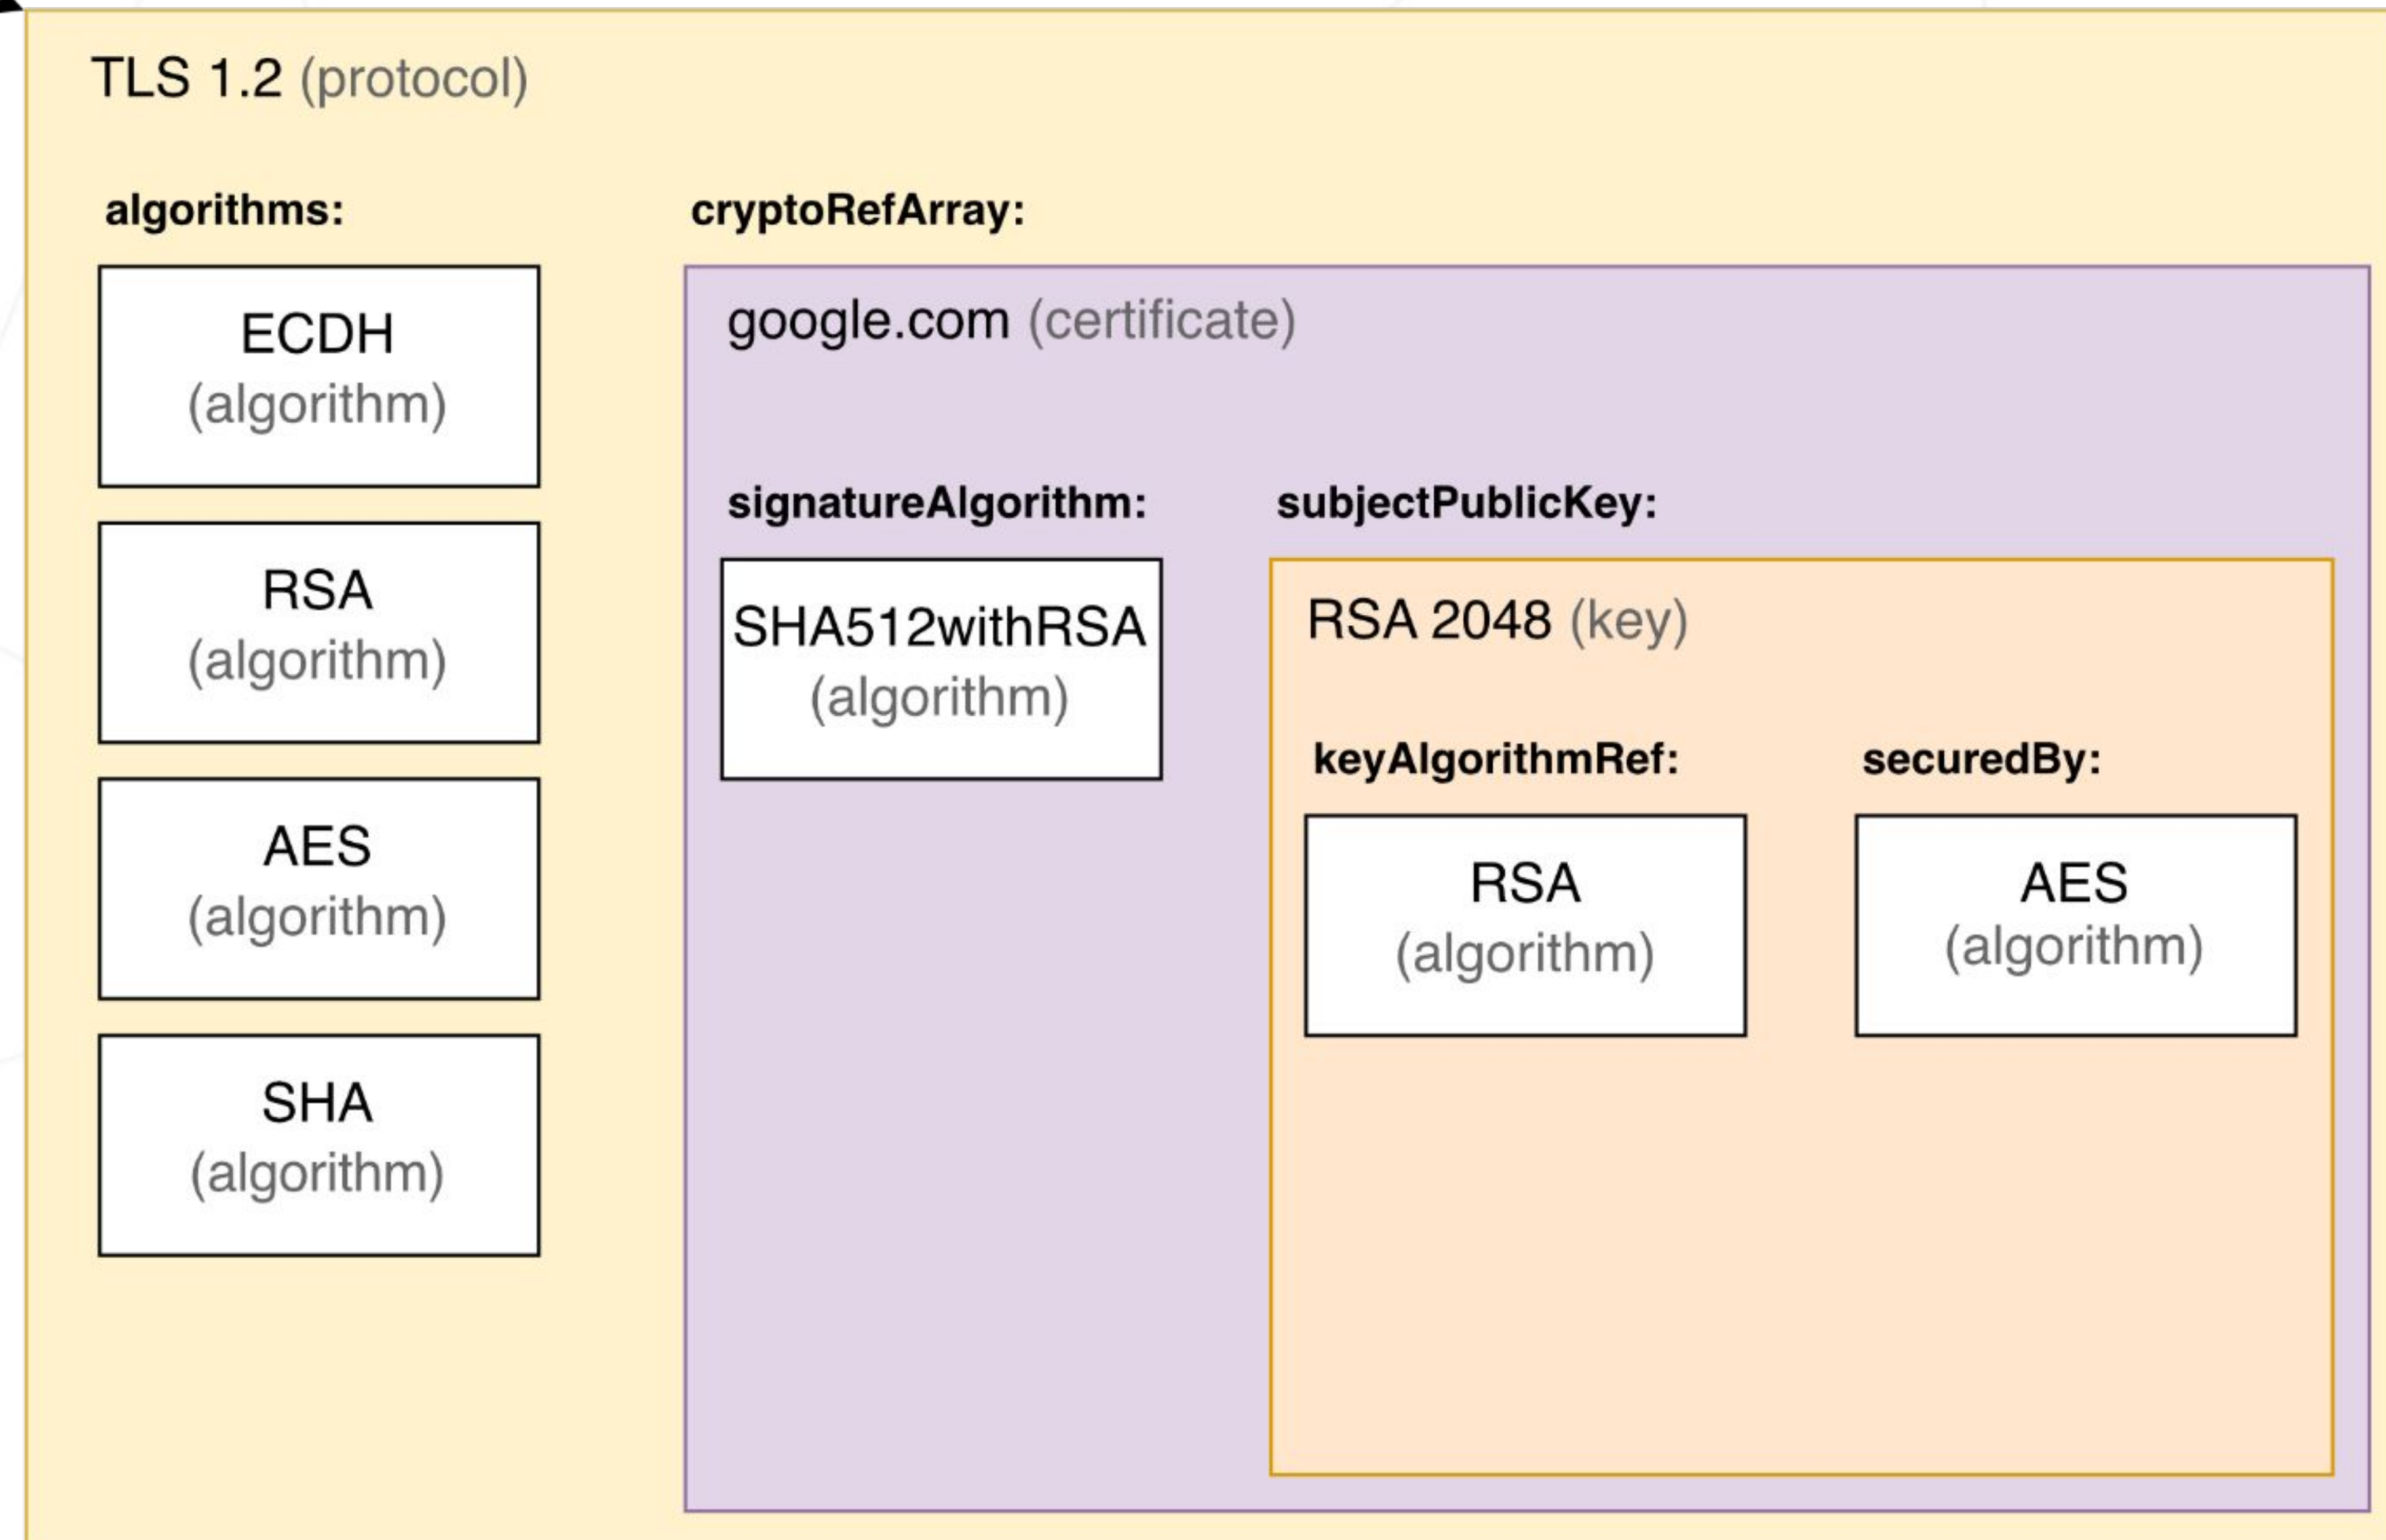 TLS 1.2 (protocol)
algorithms:
ECDH
(algorithm)
RSA
(algorithm)
AES
(algorithm)
SHA
(algorithm)
cryptoRefArray:
google.com (certificate)
signatureAlgorithm:
SHA512withRSA
(algorithm)
subjectPublicKey:
RSA 2048 (key)
keyAlgorithmRef:
RSA
(algorithm)
securedBy:
AES
(algorithm)